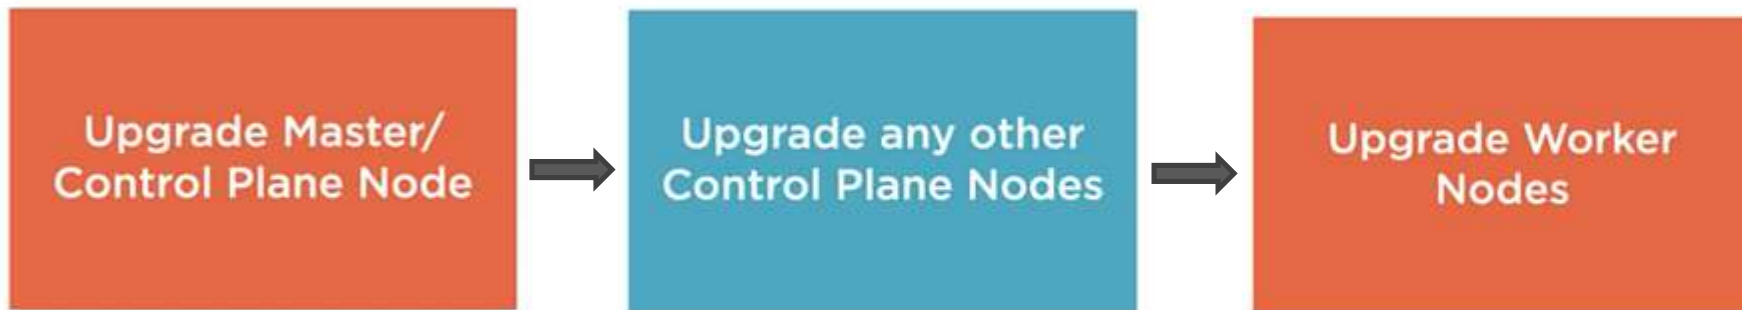 Upgrade Master/
Control Plane Node
Upgrade any other
Control Plane Nodes
Upgrade Worker
Nodes